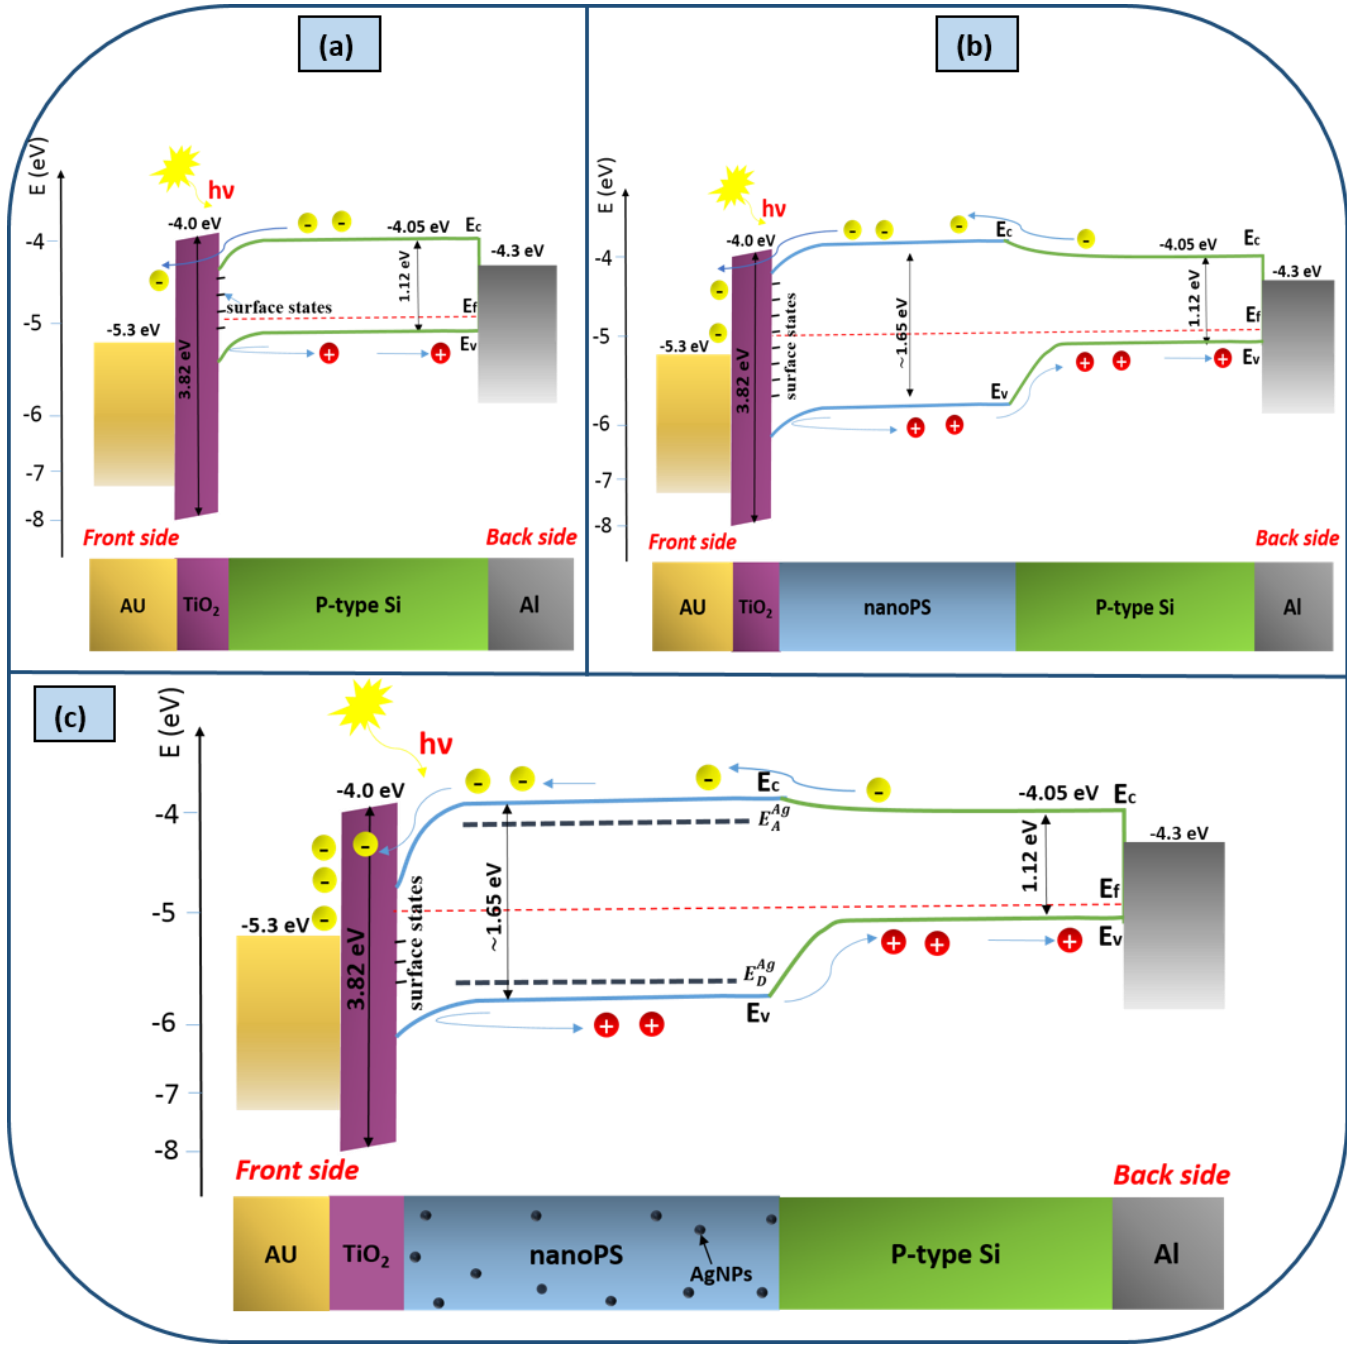 (a)
E (eV)
hν
-4.0 eV
-4.05 eV
Ec
-4.3 eV
-4
1.12 eV
surface states
Ef
-5
-5.3 eV
Ev
3.82 eV
-6
-7
-8
Front side
Back side
AU
TiO2
P-type Si
Al
(b)
E (eV)
hν
-4.0 eV
Ec
-4.05 eV
Ec
-4
-4.3 eV
1.12 eV
surface states
~1.65 eV
Ef
-5
-5.3 eV
Ev
3.82 eV
Ev
-6
-7
-8
Front side
Back side
AU
TiO2
nanoPS
P-type Si
Al
(c)
E (eV)
hν
-4.0 eV
Ec
-4.05 eV
Ec
-4
E_A^Ag
-4.3 eV
1.12 eV
~1.65 eV
Ef
-5
-5.3 eV
surface states
Ev
3.82 eV
E_D^Ag
Ev
-6
-7
-8
Front side
Back side
AU
TiO2
nanoPS
AgNPs
P-type Si
Al